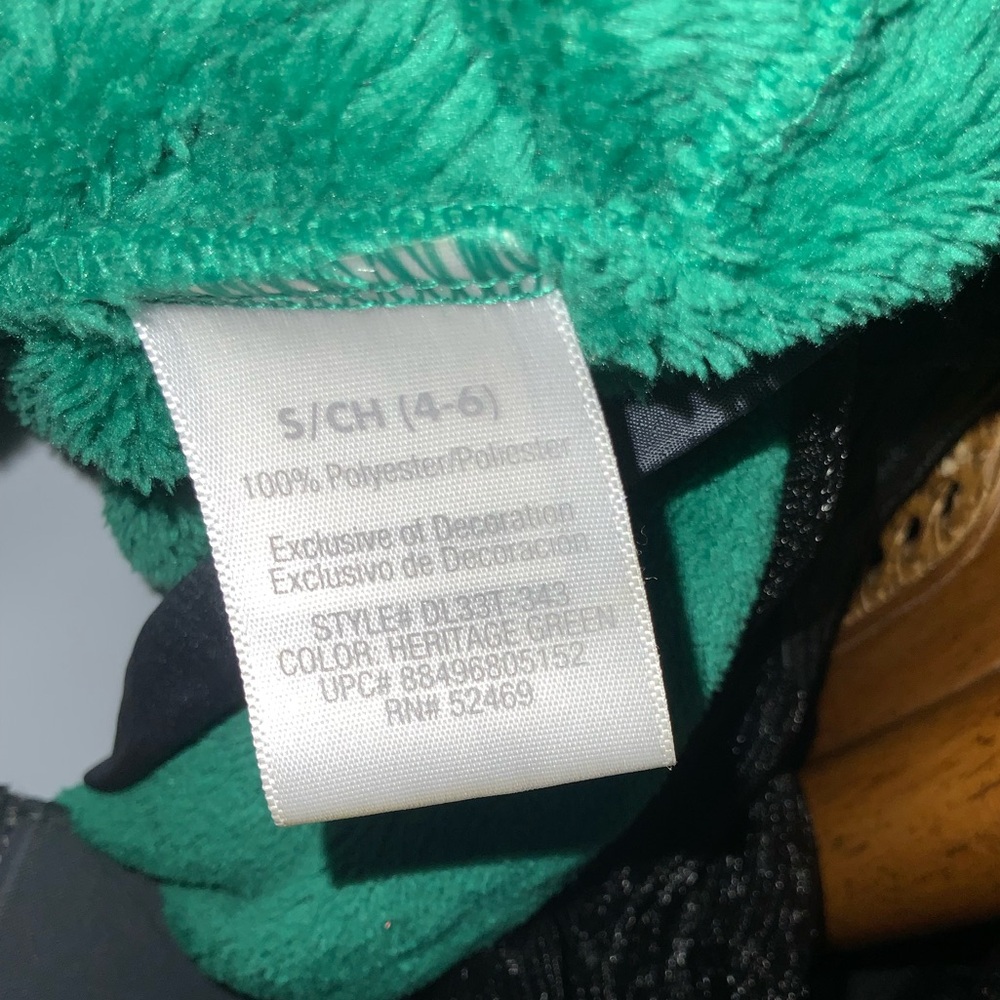 S/CH (4-6)
100% Polyester/Poliester
Exclusive of Decoration
Exclusivo de Decoracion
STYLE# DL33T-343
COLOR: HERITAGE GREEN
UPC# 88496805152
RN# 52469